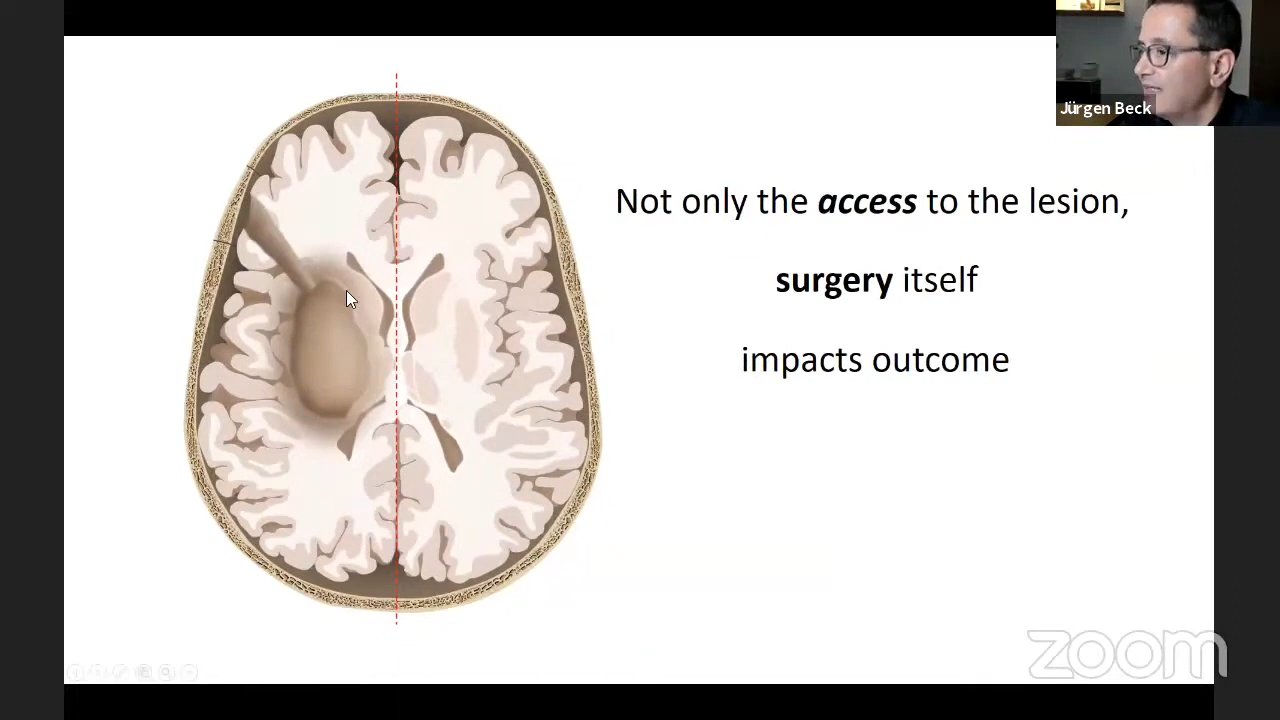 Jürgen Beck
Not only the access to the lesion,
surgery itself
impacts outcome
zoom